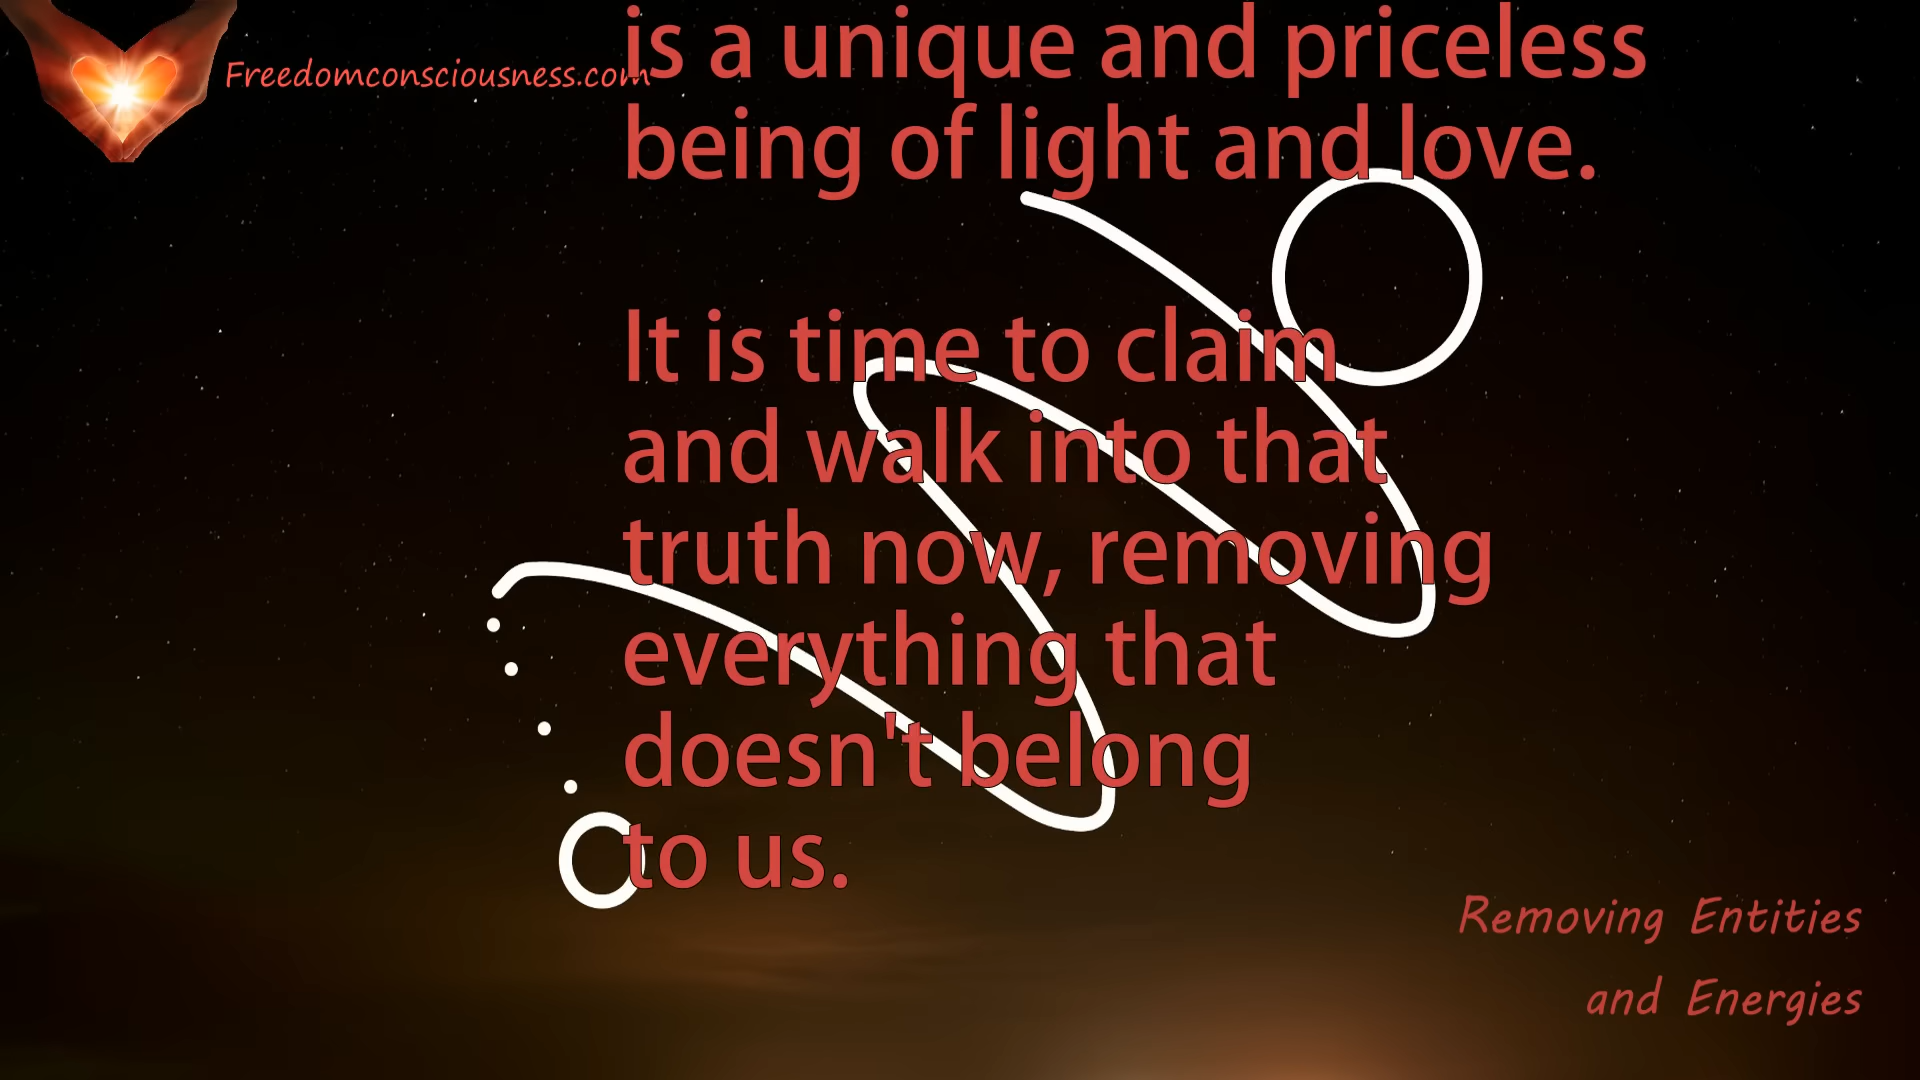 Freedomconsciousness.com
is a unique and priceless
being of light and love.
It is time to claim
and walk into that
truth now, removing
everything that
doesn't belong
to us.
Removing Entities
and Energies